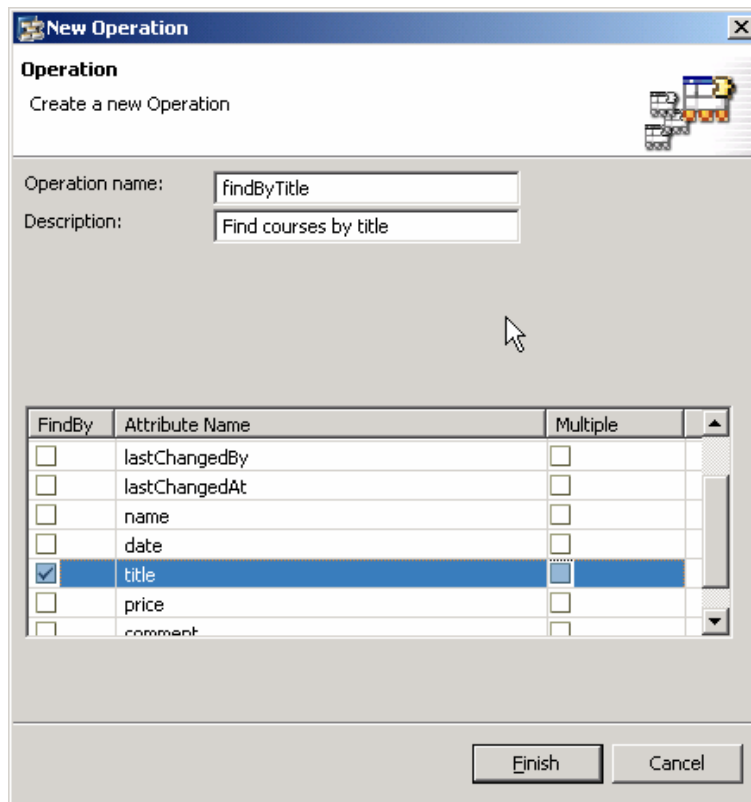 New Operation
Operation
Create a new Operation
Operation name: findByTitle
Description: Find courses by title
FindBy Attribute Name Multiple
lastChangedBy
lastChangedAt
name
date
title
price
comment
Finish Cancel